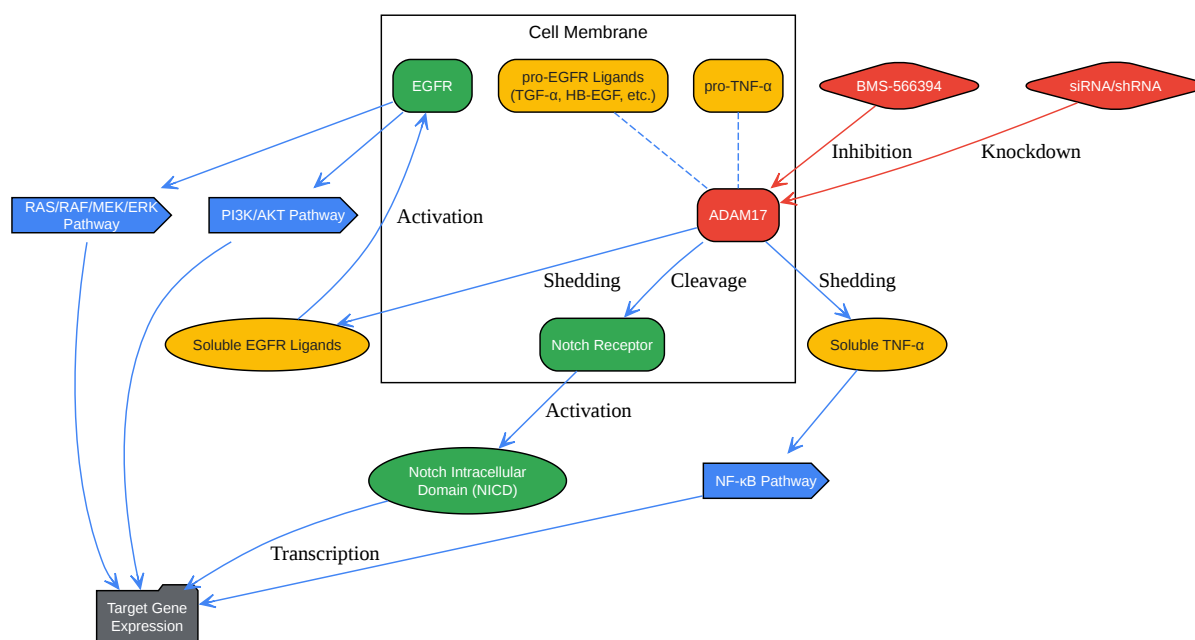 Cell Membrane
EGFR
pro-EGFR Ligands
(TGF-α, HB-EGF, etc.)
pro-TNF-α
BMS-566394
siRNA/shRNA
Inhibition
Knockdown
RAS/RAF/MEK/ERK
Pathway
PI3K/AKT Pathway
Activation
ADAM17
Shedding
Cleavage
Shedding
Soluble EGFR Ligands
Notch Receptor
Soluble TNF-α
Activation
Notch Intracellular
Domain (NICD)
NF-κB Pathway
Transcription
Target Gene
Expression